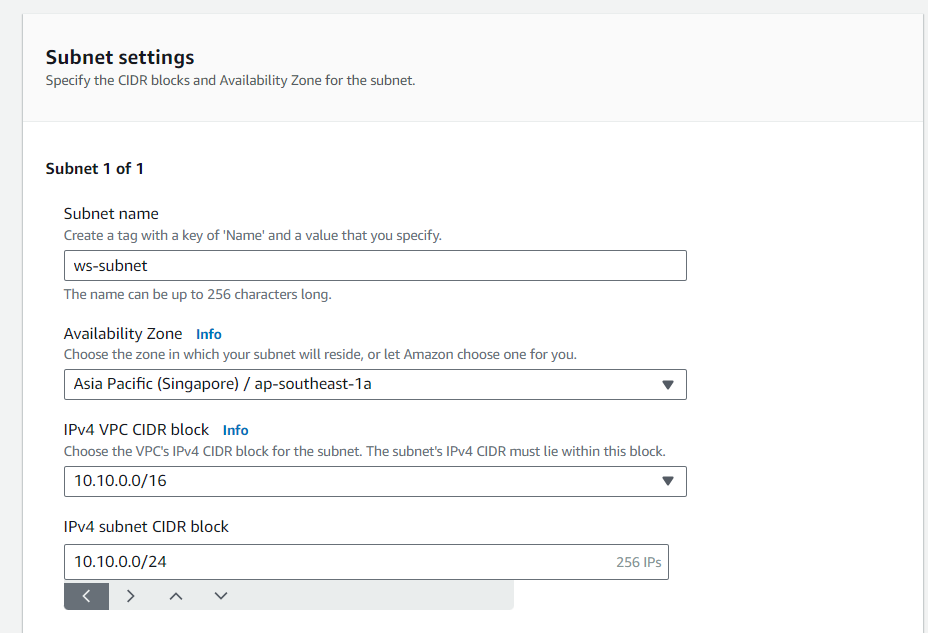 Subnet settings
Specify the CIDR blocks and Availability Zone for the subnet.
Subnet 1 of 1
Subnet name
Create a tag with a key of 'Name' and a value that you specify.
ws-subnet
The name can be up to 256 characters long.
Availability Zone Info
Choose the zone in which your subnet will reside, or let Amazon choose one for you.
Asia Pacific (Singapore) / ap-southeast-1a
IPv4 VPC CIDR block Info
Choose the VPC's IPv4 CIDR block for the subnet. The subnet's IPv4 CIDR must lie within this block.
10.10.0.0/16
IPv4 subnet CIDR block
10.10.0.0/24 256 IPs